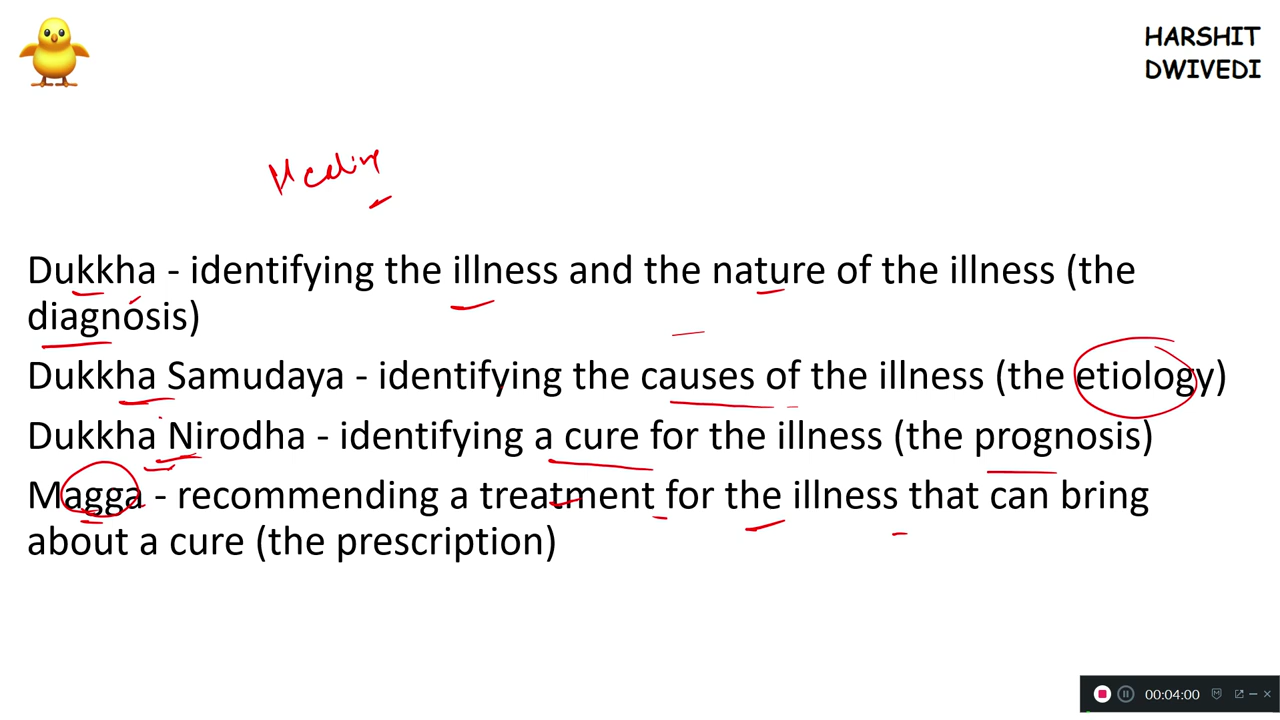 HARSHIT
DWIVEDI
Dukkha - identifying the illness and the nature of the illness (the
diagnosis)
Dukkha Samudaya - identifying the causes of the illness (the etiology)
Dukkha Nirodha - identifying a cure for the illness (the prognosis)
Magga - recommending a treatment for the illness that can bring
about a cure (the prescription)
00:04:00